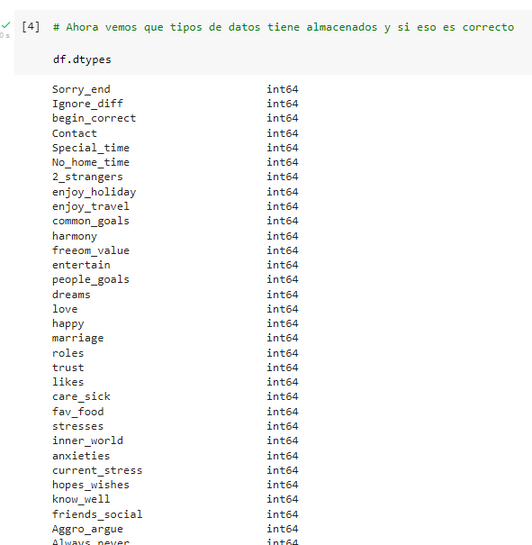 [4] # Ahora vemos que tipos de datos tiene almacenados y si eso es correcto
0 s
df.dtypes
Sorry_end int64
Ignore_diff int64
begin_correct int64
Contact int64
Special_time int64
No_home_time int64
2_strangers int64
enjoy_holiday int64
enjoy_travel int64
common_goals int64
harmony int64
freeom_value int64
entertain int64
people_goals int64
dreams int64
love int64
happy int64
marriage int64
roles int64
trust int64
likes int64
care_sick int64
fav_food int64
stresses int64
inner_world int64
anxieties int64
current_stress int64
hopes_wishes int64
know_well int64
friends_social int64
Aggro_argue int64
Always_never int64